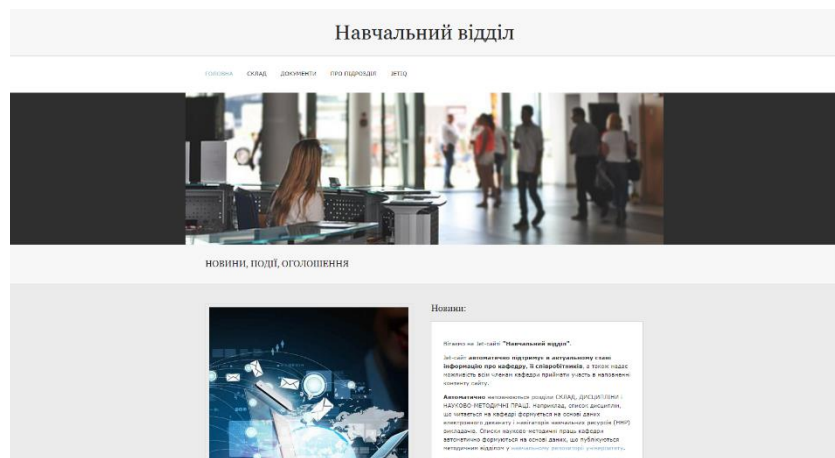 Навчальний відділ
ГОЛОВНА СКЛАД ДОКУМЕНТИ ПРО ПІДРОЗДІЛ JETIQ
НОВИНИ, ПОДІЇ, ОГОЛОШЕННЯ
Новини:
Вітаємо на Jet-сайті "Навчальний відділ".
Jet-сайт автоматично підтримує в актуальному стані
інформацію про кафедру, її співробітників, а також надає
можливість всім членам кафедри прийняти участь в наповненні
контенту сайту.
Автоматично наповнюються розділи СКЛАД, ДИСЦИПЛІНИ і
НАУКОВО-МЕТОДИЧНІ ПРАЦІ. Наприклад, список дисциплін,
що читаються на кафедрі формується на основі даних
електронного деканату і навігаторів навчальних ресурсів (ННР)
викладачів. Списки науково-методичних праць кафедри
автоматично формуються на основі даних, що публікуються
методичним відділом у навчальному репозиторії університету.